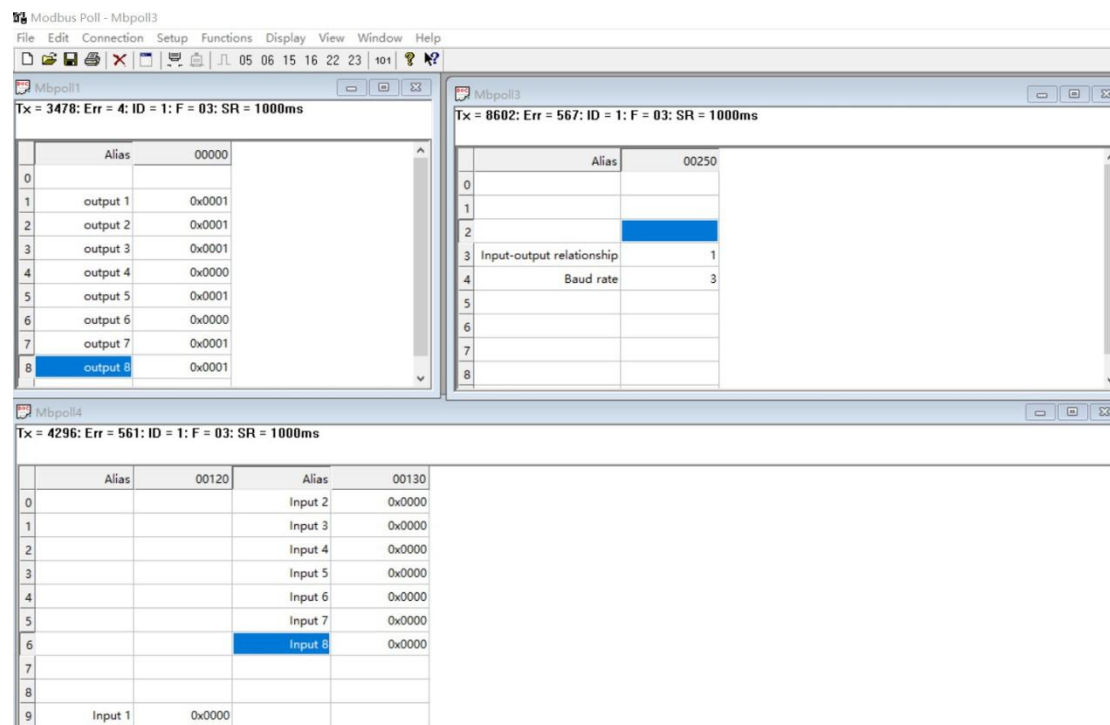 Modbus Poll - Mbpoll3
File Edit Connection Setup Functions Display View Window Help
05 06 15 16 22 23 101
Mbpoll1
Tx = 3478: Err = 4: ID = 1: F = 03: SR = 1000ms
Alias 00000
0
1 output 1 0x0001
2 output 2 0x0001
3 output 3 0x0001
4 output 4 0x0000
5 output 5 0x0001
6 output 6 0x0000
7 output 7 0x0001
8 output 8 0x0001
Mbpoll3
Tx = 8602: Err = 567: ID = 1: F = 03: SR = 1000ms
Alias 00250
0
1
2
3 Input-output relationship 1
4 Baud rate 3
5
6
7
8
Mbpoll4
Tx = 4296: Err = 561: ID = 1: F = 03: SR = 1000ms
Alias 00120 Alias 00130
0 Input 2 0x0000
1 Input 3 0x0000
2 Input 4 0x0000
3 Input 5 0x0000
4 Input 6 0x0000
5 Input 7 0x0000
6 Input 8 0x0000
7
8
9 Input 1 0x0000